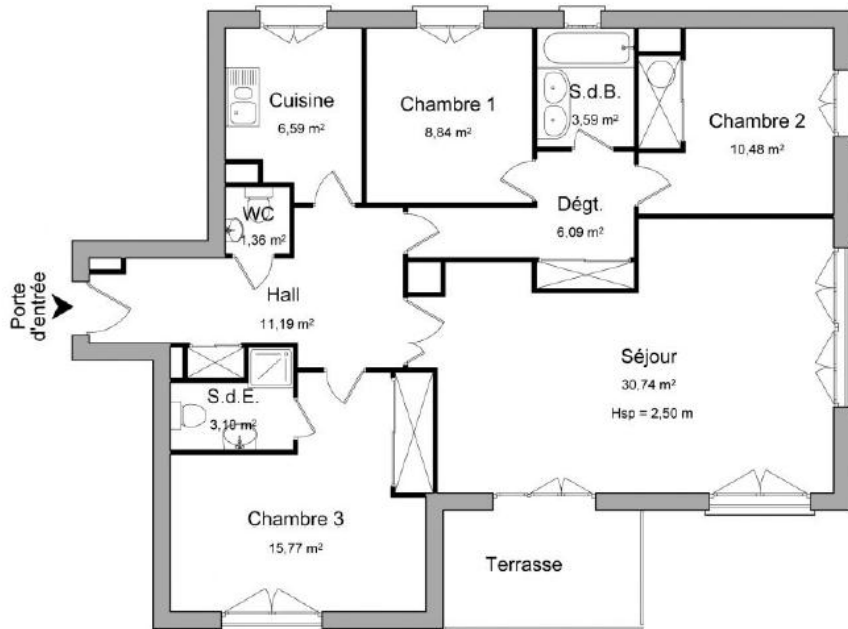 Cuisine
6,59 m²
Chambre 1
8,84 m²
S.d.B.
3,59 m²
Chambre 2
10,48 m²
WC
1,36 m²
Dégt.
6,09 m²
Porte
d'entrée
Hall
11,19 m²
Séjour
30,74 m²
Hsp = 2,50 m
S.d.E.
3,10 m²
Chambre 3
15,77 m²
Terrasse